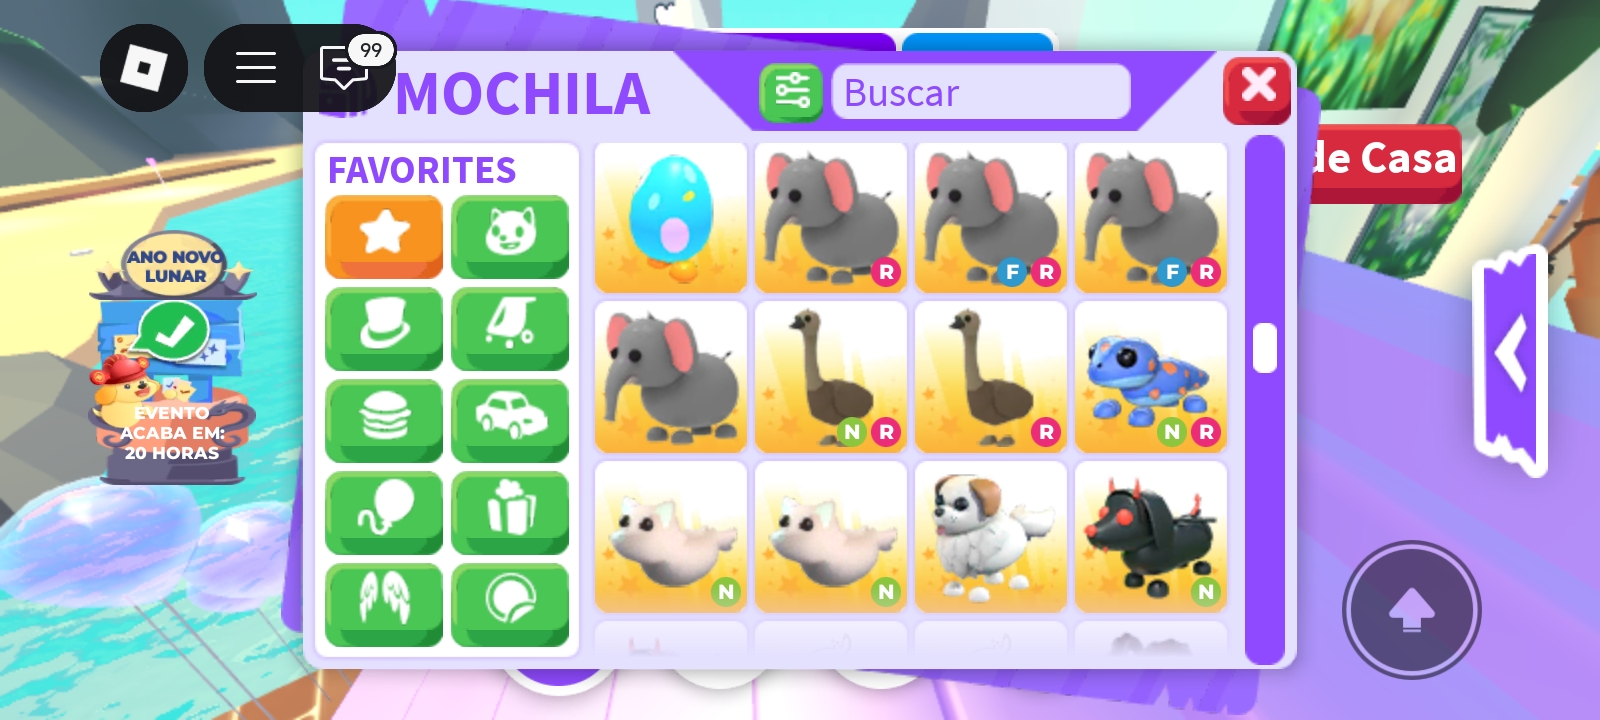 99
MOCHILA
Buscar
de Casa
FAVORITES
ANO NOVO
LUNAR
EVENTO
ACABA EM:
20 HORAS
R
F R
F R
N R
R
N R
N
N
N